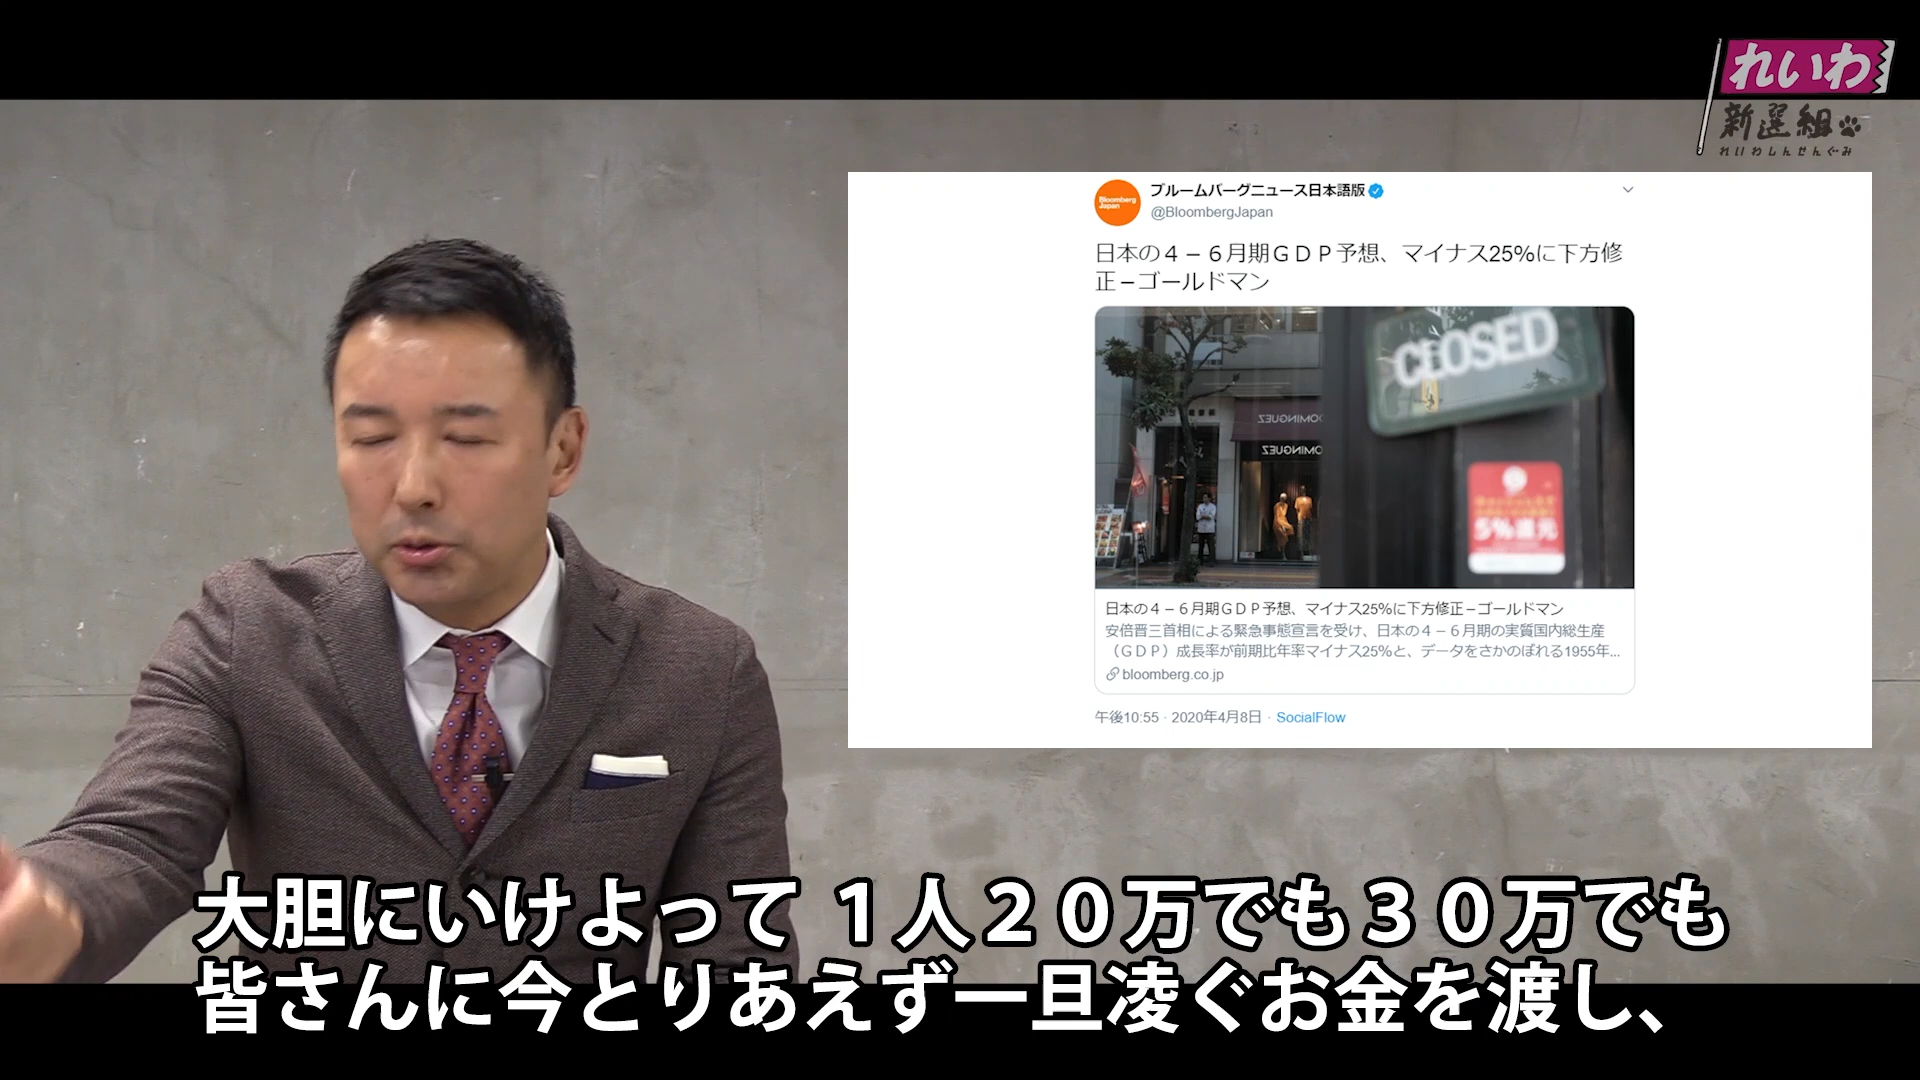 れいわ
新選組
れいわしんせんぐみ
ブルームバーグニュース日本語版
@BloombergJapan
Bloomberg
Japan
日本の４－６月期ＧＤＰ予想、マイナス25%に下方修
正－ゴールドマン
CLOSED
DOMINGUEZ
DOMINGUEZ
5%還元
日本の４－６月期ＧＤＰ予想、マイナス25%に下方修正－ゴールドマン
安倍晋三首相による緊急事態宣言を受け、日本の４－６月期の実質国内総生産
（ＧＤＰ）成長率が前期比年率マイナス25%と、データをさかのぼれる1955年...
bloomberg.co.jp
午後10:55 · 2020年4月8日 · SocialFlow
大胆にいけよって １人２０万でも３０万でも
皆さんに今とりあえず一旦凌ぐお金を渡し、